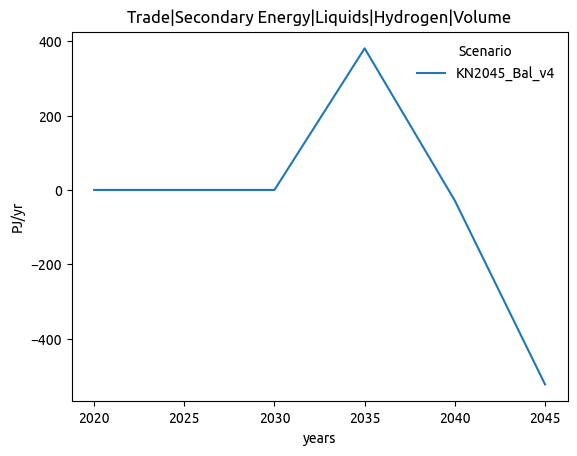 Trade|Secondary Energy|Liquids|Hydrogen|Volume
400
200
0
−200
−400
PJ/yr
Scenario
KN2045_Bal_v4
2020 2025 2030 2035 2040 2045
years